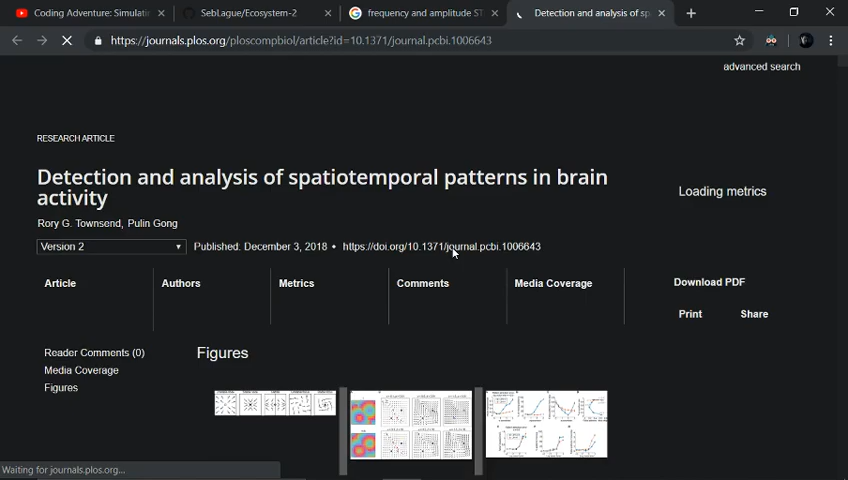 Coding Adventure: Simulatin
SebLague/Ecosystem-2
frequency and amplitude ST
Detection and analysis of sp
https://journals.plos.org/ploscompbiol/article?id=10.1371/journal.pcbi.1006643
advanced search
RESEARCH ARTICLE
Detection and analysis of spatiotemporal patterns in brain
activity
Loading metrics
Rory G. Townsend, Pulin Gong
Version 2
Published: December 3, 2018 • https://doi.org/10.1371/journal.pcbi.1006643
Article
Authors
Metrics
Comments
Media Coverage
Download PDF
Print
Share
Reader Comments (0)
Media Coverage
Figures
Figures
Waiting for journals.plos.org...